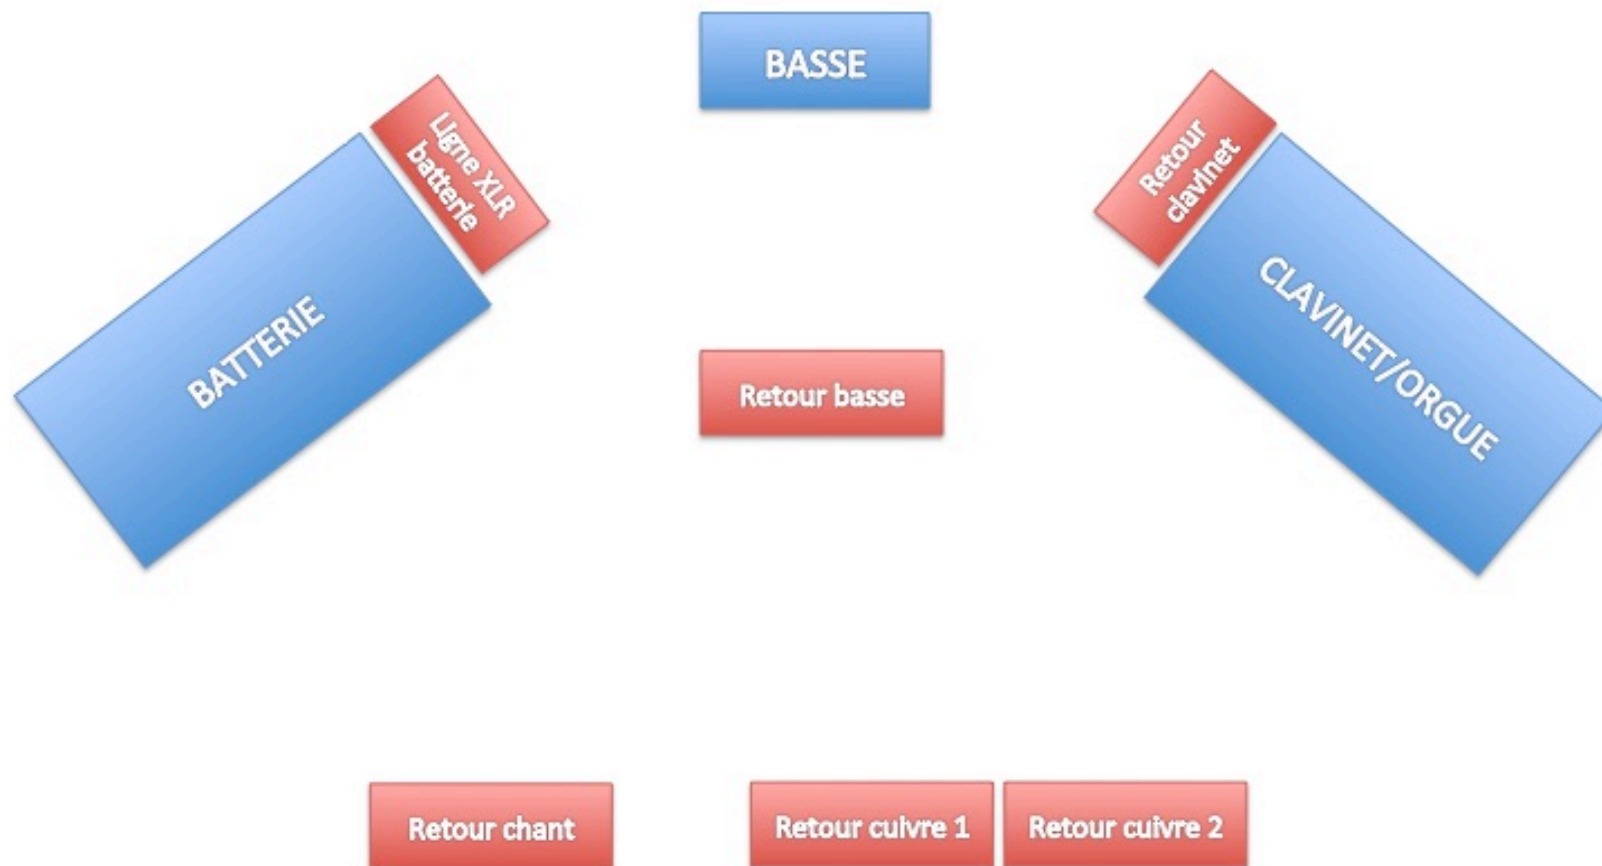 BASSE
Ligne XLR
batterie
Retour
clavinet
BATTERIE
CLAVINET/ORGUE
Retour basse
Retour chant
Retour cuivre 1
Retour cuivre 2